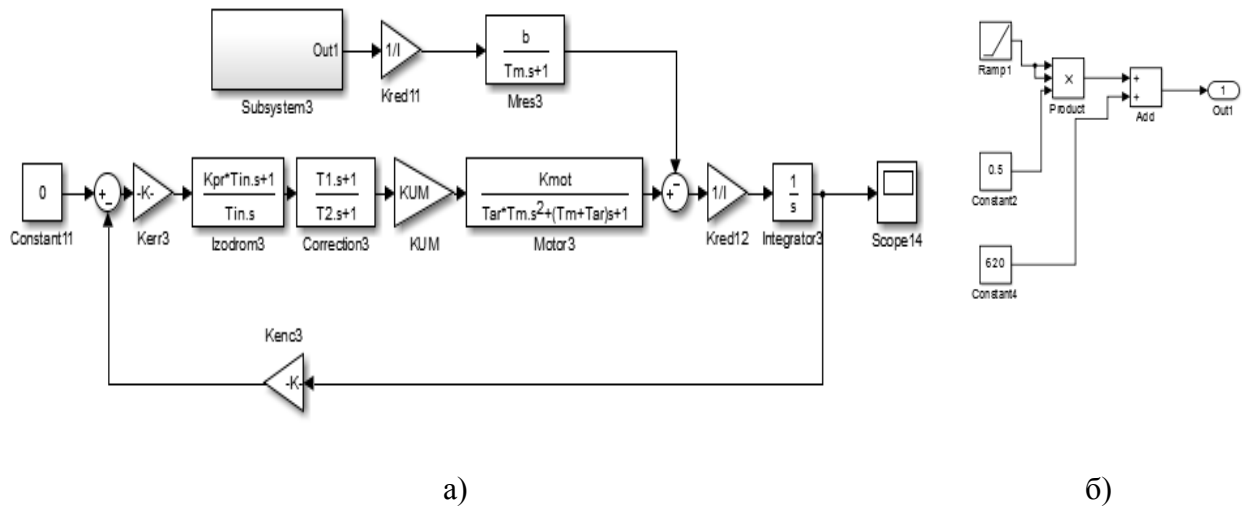 Out1
Subsystem3
1/I
Kred11
b
Tm.s+1
Mres3
0
Constant11
+
−
-K-
Kerr3
Kpr*Tin.s+1
Tin.s
Izodrom3
T1.s+1
T2.s+1
Correction3
KUM
KUM
Kmot
Tar*Tm.s²+(Tm+Tar)s+1
Motor3
+
−
1/I
Kred12
1
s
Integrator3
Scope14
Kenc3
-K-
а)
Ramp1
×
Product
+
+
Add
1
Out1
0.5
Constant2
620
Constant4
б)